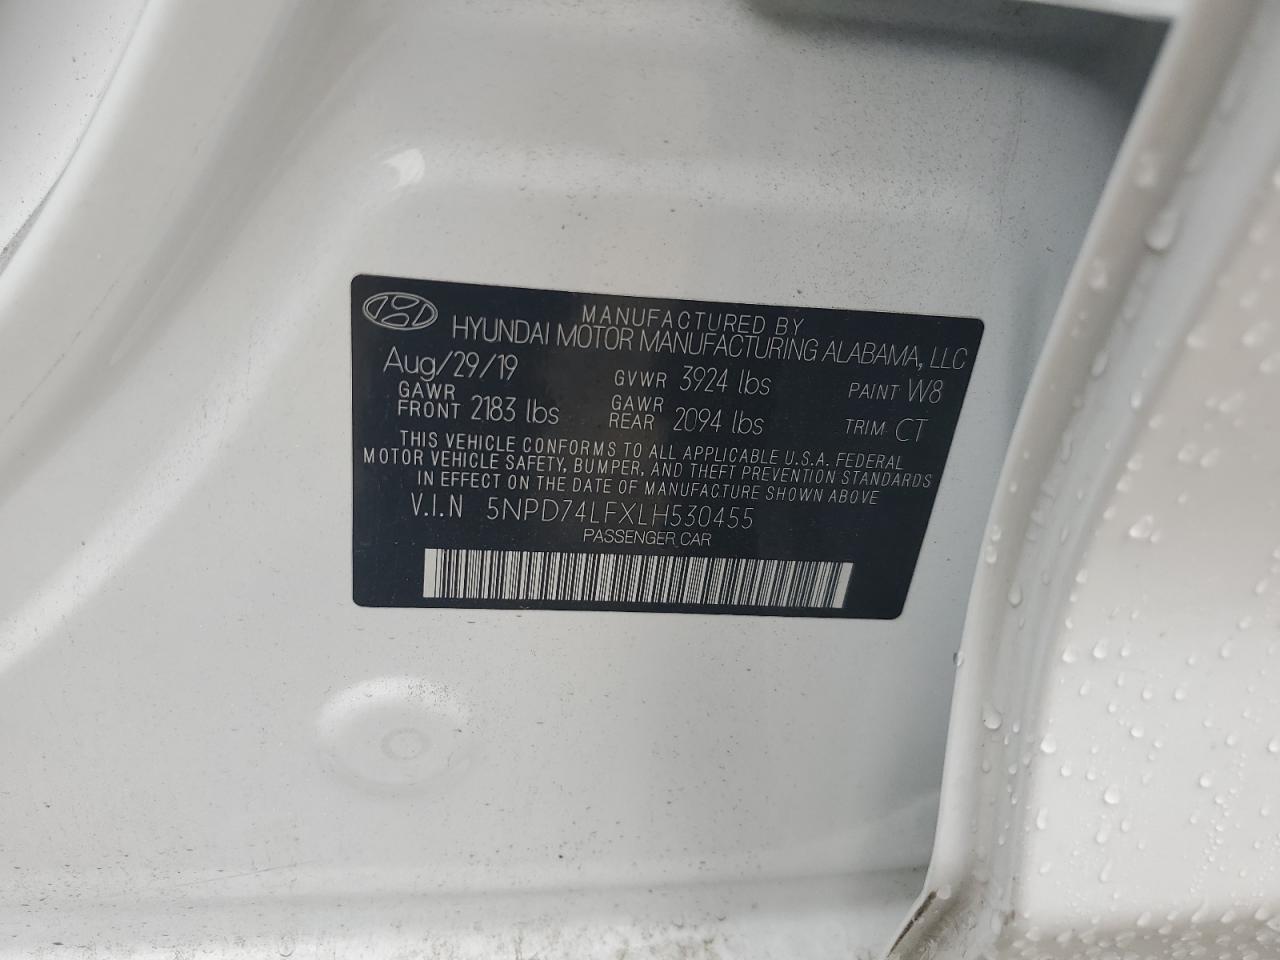 MANUFACTURED BY
HYUNDAI MOTOR MANUFACTURING ALABAMA, LLC
Aug/29/19 GVWR 3924 lbs PAINT W8
GAWR FRONT 2183 lbs GAWR REAR 2094 lbs TRIM CT
THIS VEHICLE CONFORMS TO ALL APPLICABLE U.S.A. FEDERAL
MOTOR VEHICLE SAFETY, BUMPER, AND THEFT PREVENTION STANDARDS
IN EFFECT ON THE DATE OF MANUFACTURE SHOWN ABOVE
V.I.N 5NPD74LFXLH530455
PASSENGER CAR